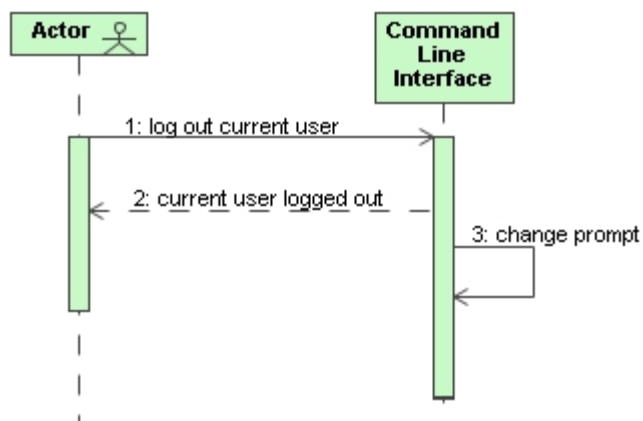 Actor
Command
Line
Interface
1: log out current user
2: current user logged out
3: change prompt